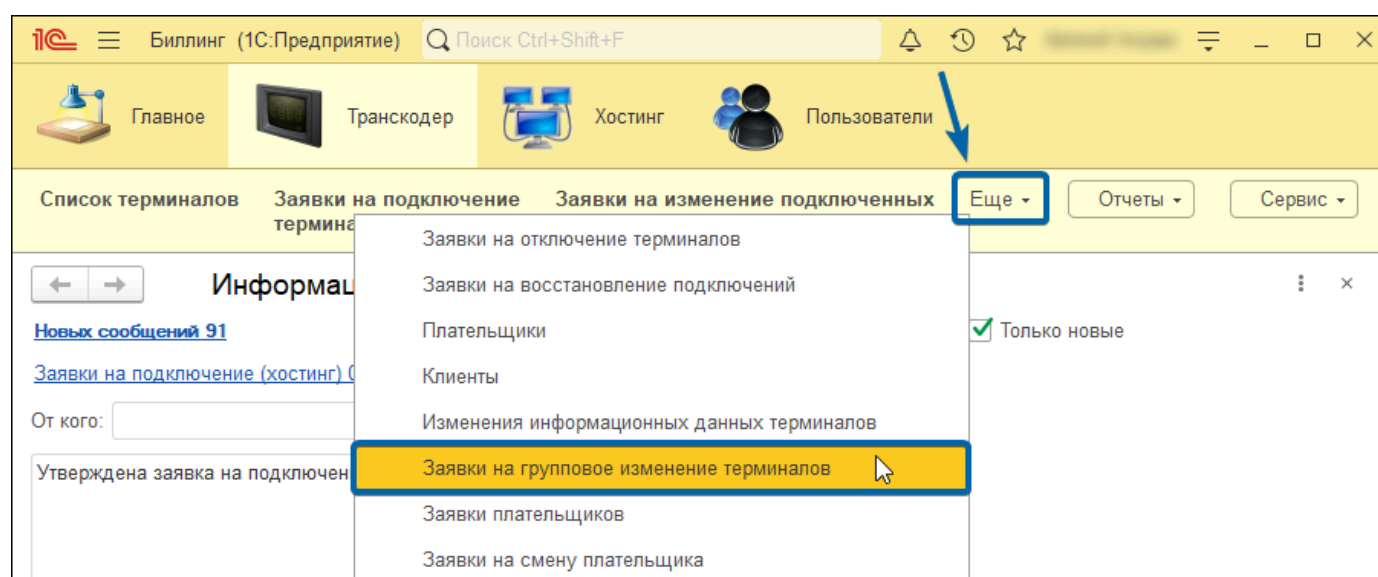 1С Биллинг (1С:Предприятие) Поиск Ctrl+Shift+F
Главное Транскодер Хостинг Пользователи
Список терминалов Заявки на подключение Заявки на изменение подключенных Еще Отчеты Сервис
термина
Заявки на отключение терминалов
Информац
Заявки на восстановление подключений
Новых сообщений 91
Плательщики
Только новые
Заявки на подключение (хостинг) 0
Клиенты
От кого:
Изменения информационных данных терминалов
Утверждена заявка на подключен
Заявки на групповое изменение терминалов
Заявки плательщиков
Заявки на смену плательщика